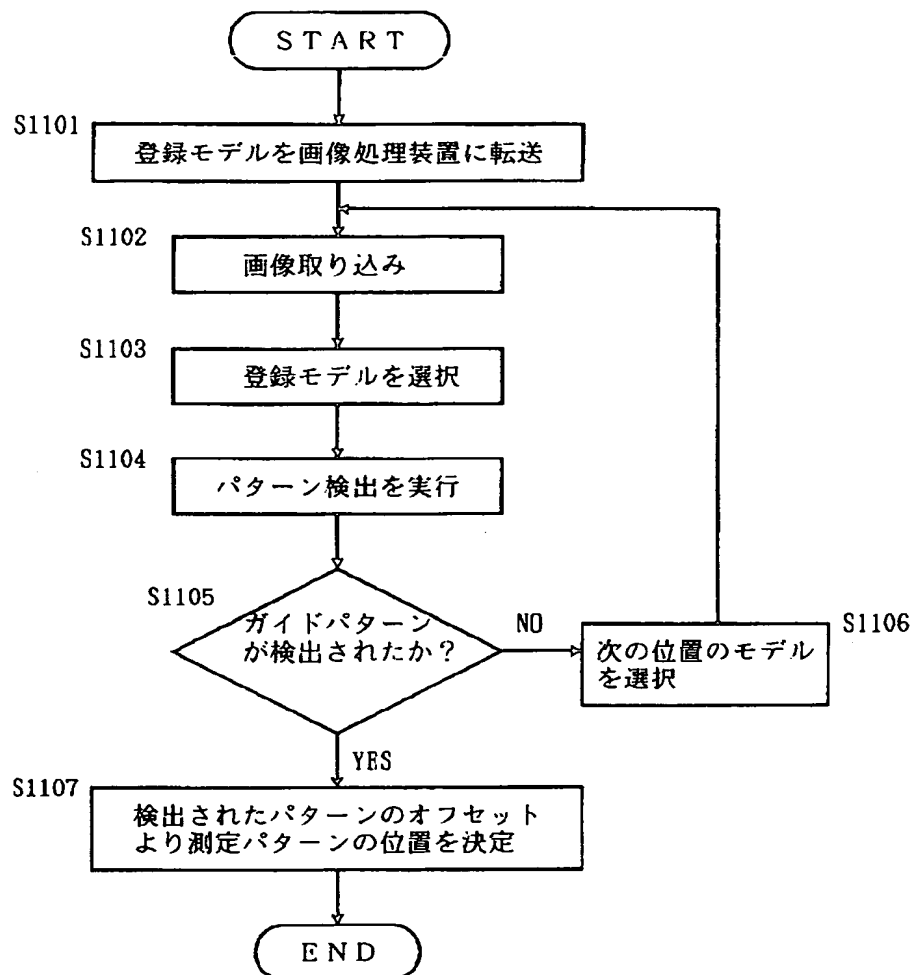 START
S1101
登録モデルを画像処理装置に転送
S1102
画像取り込み
S1103
登録モデルを選択
S1104
パターン検出を実行
S1105
ガイドパターン
が検出されたか?
NO
S1106
次の位置のモデル
を選択
YES
S1107
検出されたパターンのオフセット
より測定パターンの位置を決定
END